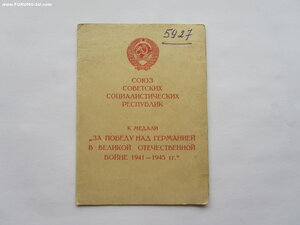 www.FORUMS-su.com
5927
СОЮЗ
СОВЕТСКИХ
СОЦИАЛИСТИЧЕСКИХ
РЕСПУБЛИК
К МЕДАЛИ
„ЗА ПОБЕДУ НАД ГЕРМАНИЕЙ
В ВЕЛИКОЙ ОТЕЧЕСТВЕННОЙ
ВОЙНЕ 1941—1945 гг.“